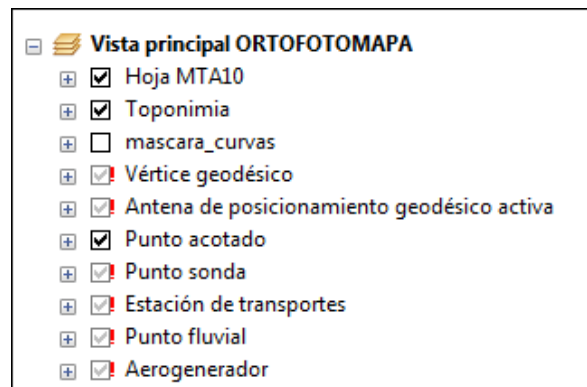 Vista principal ORTOFOTOMAPA
Hoja MTA10
Toponimia
mascara_curvas
Vértice geodésico
Antena de posicionamiento geodésico activa
Punto acotado
Punto sonda
Estación de transportes
Punto fluvial
Aerogenerador